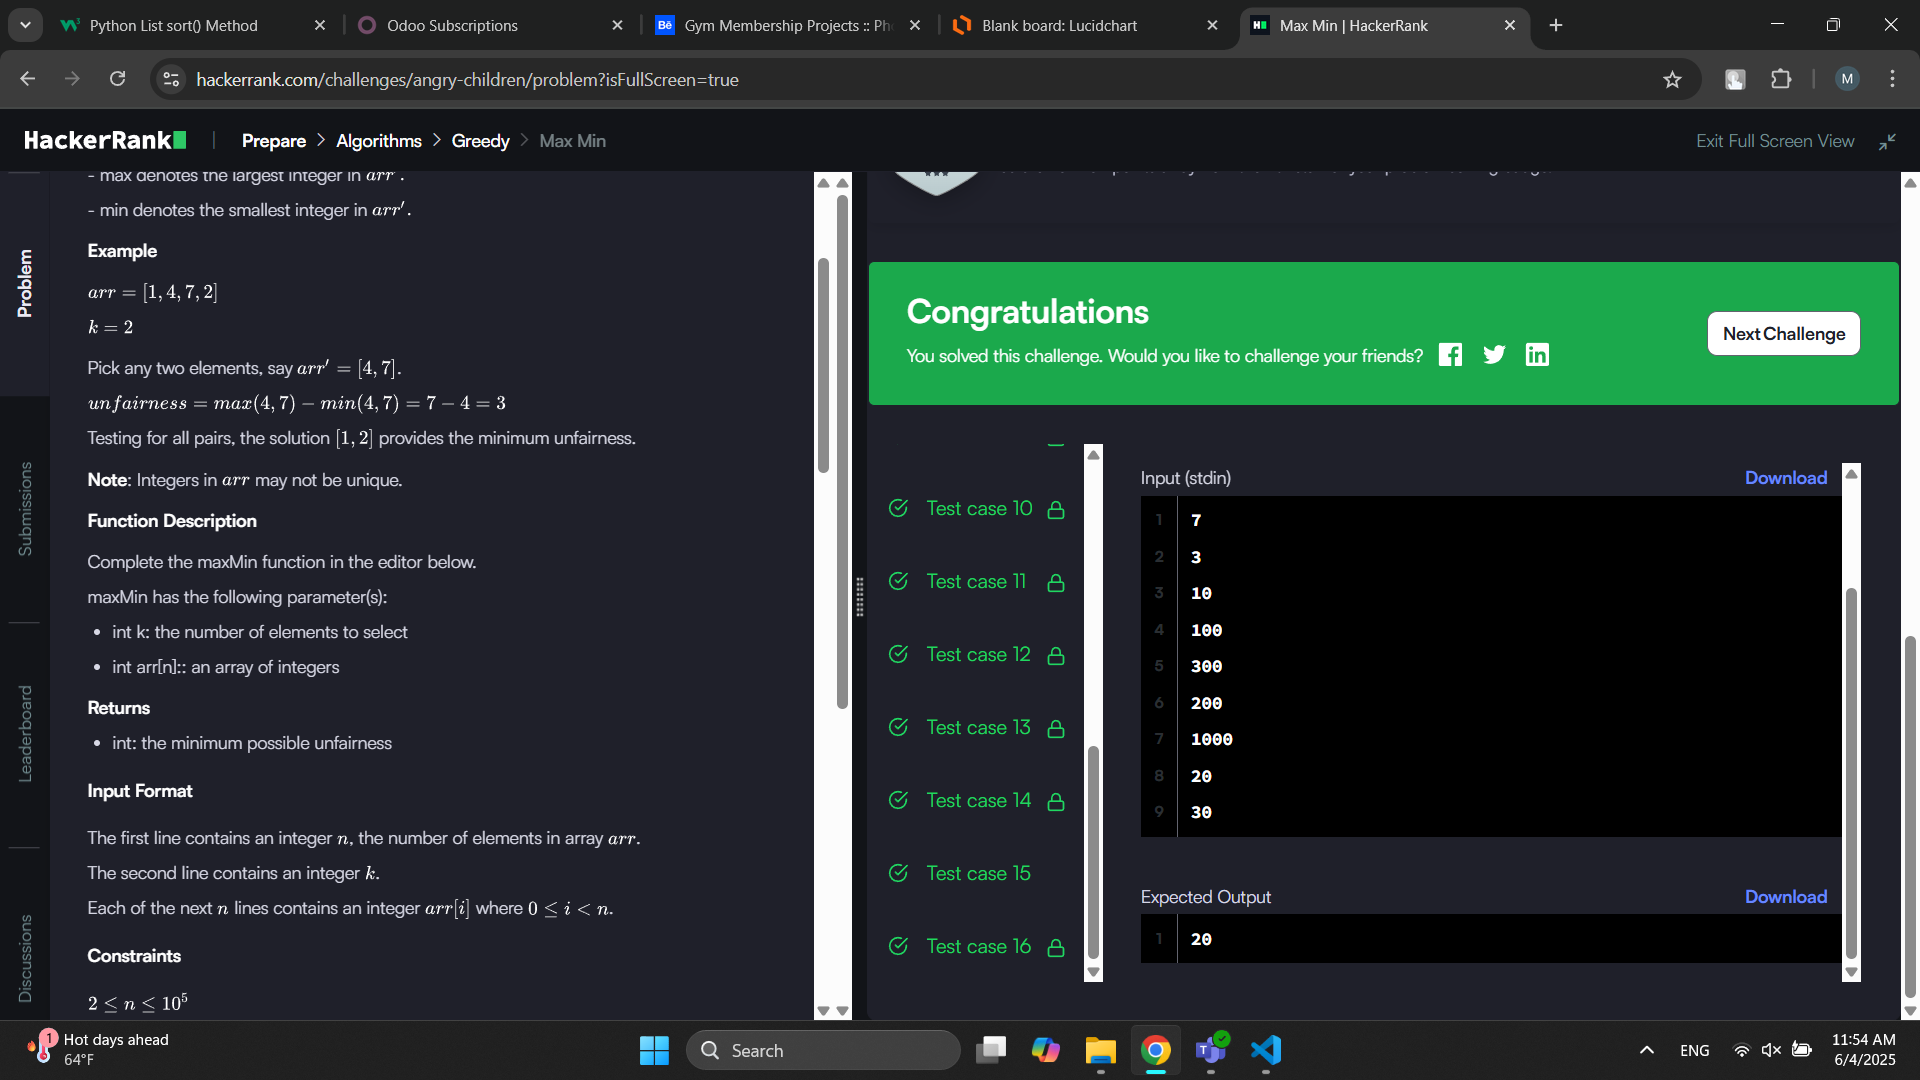 Python List sort() Method
Odoo Subscriptions
Bē
Gym Membership Projects :: Ph
Blank board: Lucidchart
Max Min | HackerRank
hackerrank.com/challenges/angry-children/problem?isFullScreen=true
M
HackerRank
Prepare > Algorithms > Greedy > Max Min
Exit Full Screen View
Problem
Submissions
Leaderboard
Discussions
- max denotes the largest integer in arr'.
- min denotes the smallest integer in arr'.
Example
arr = [1, 4, 7, 2]
k = 2
Pick any two elements, say arr' = [4, 7].
unfairness = max(4, 7) − min(4, 7) = 7 − 4 = 3
Testing for all pairs, the solution [1, 2] provides the minimum unfairness.
Note: Integers in arr may not be unique.
Function Description
Complete the maxMin function in the editor below.
maxMin has the following parameter(s):
• int k: the number of elements to select
• int arr[n]:: an array of integers
Returns
• int: the minimum possible unfairness
Input Format
The first line contains an integer n, the number of elements in array arr.
The second line contains an integer k.
Each of the next n lines contains an integer arr[i] where 0 ≤ i < n.
Constraints
2 ≤ n ≤ 10⁵
Congratulations
You solved this challenge. Would you like to challenge your friends?
Next Challenge
Test case 10
Test case 11
Test case 12
Test case 13
Test case 14
Test case 15
Test case 16
Input (stdin)
Download
1 7
2 3
3 10
4 100
5 300
6 200
7 1000
8 20
9 30
Expected Output
Download
1 20
1
Hot days ahead
64°F
Search
ENG
11:54 AM
6/4/2025